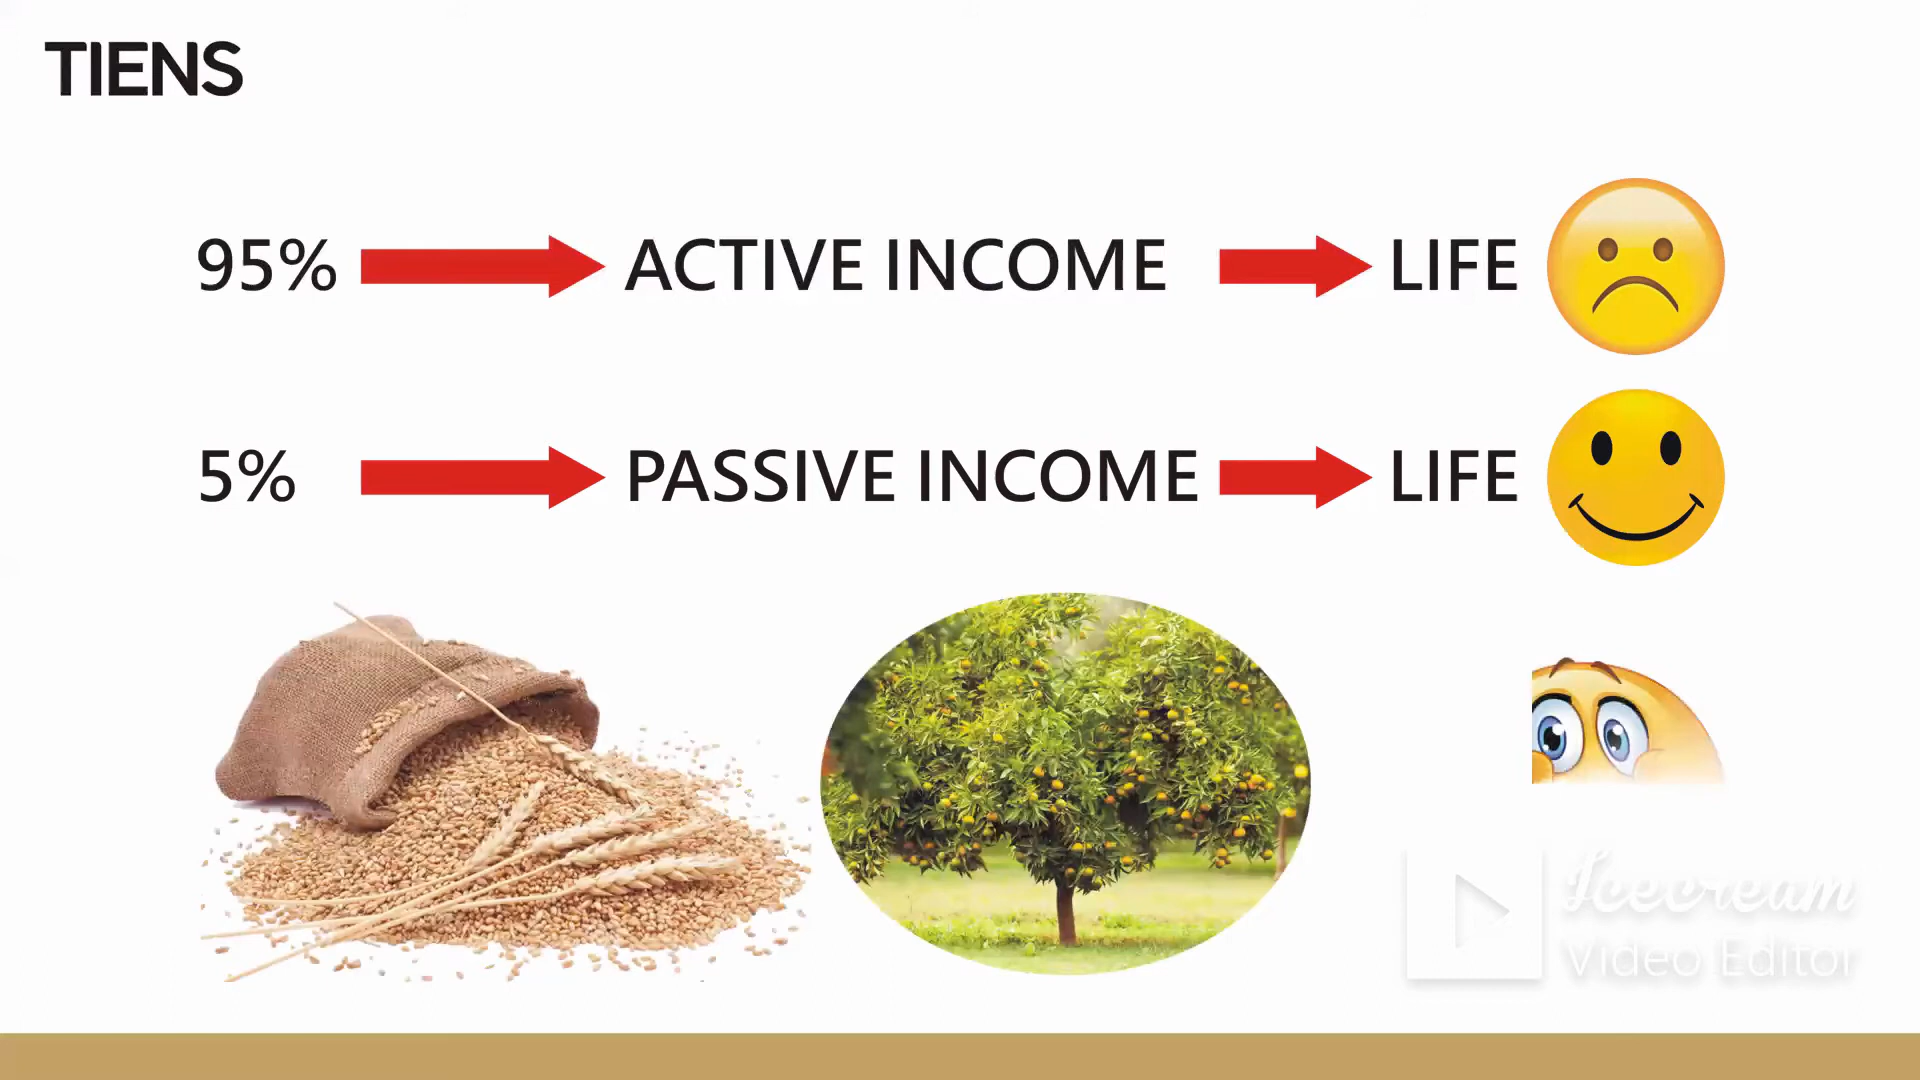 TIENS
95% ACTIVE INCOME LIFE
5% PASSIVE INCOME LIFE
Icecream
Video Editor